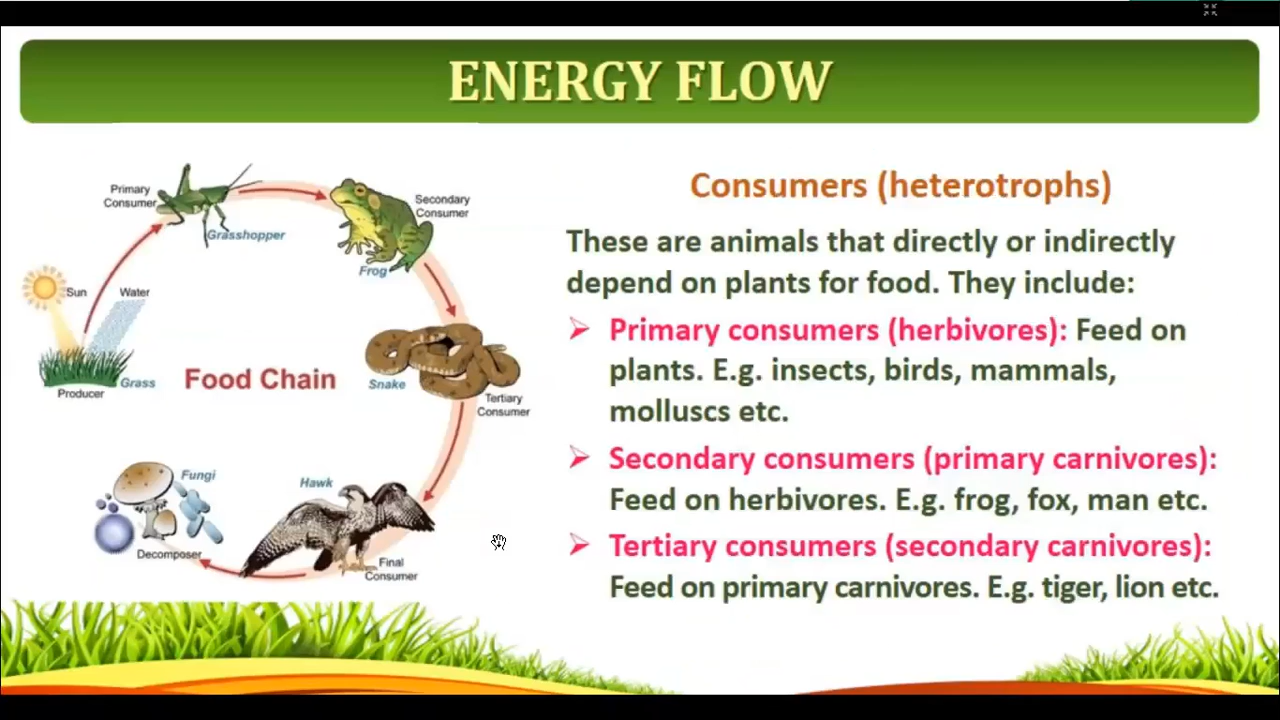 ENERGY FLOW
Primary
Consumer
Grasshopper
Secondary
Consumer
Frog
Sun
Water
Grass
Producer
Food Chain
Snake
Tertiary
Consumer
Fungi
Decomposer
Hawk
Final
Consumer
Consumers (heterotrophs)
These are animals that directly or indirectly
depend on plants for food. They include:
➢ Primary consumers (herbivores): Feed on
plants. E.g. insects, birds, mammals,
molluscs etc.
➢ Secondary consumers (primary carnivores):
Feed on herbivores. E.g. frog, fox, man etc.
➢ Tertiary consumers (secondary carnivores):
Feed on primary carnivores. E.g. tiger, lion etc.